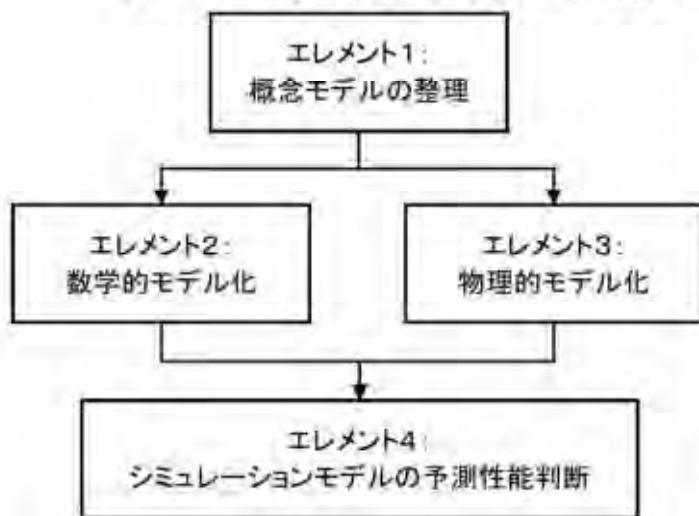 エレメント1:
概念モデルの整理
エレメント2:
数学的モデル化
エレメント3:
物理的モデル化
エレメント4:
シミュレーションモデルの予測性能判断